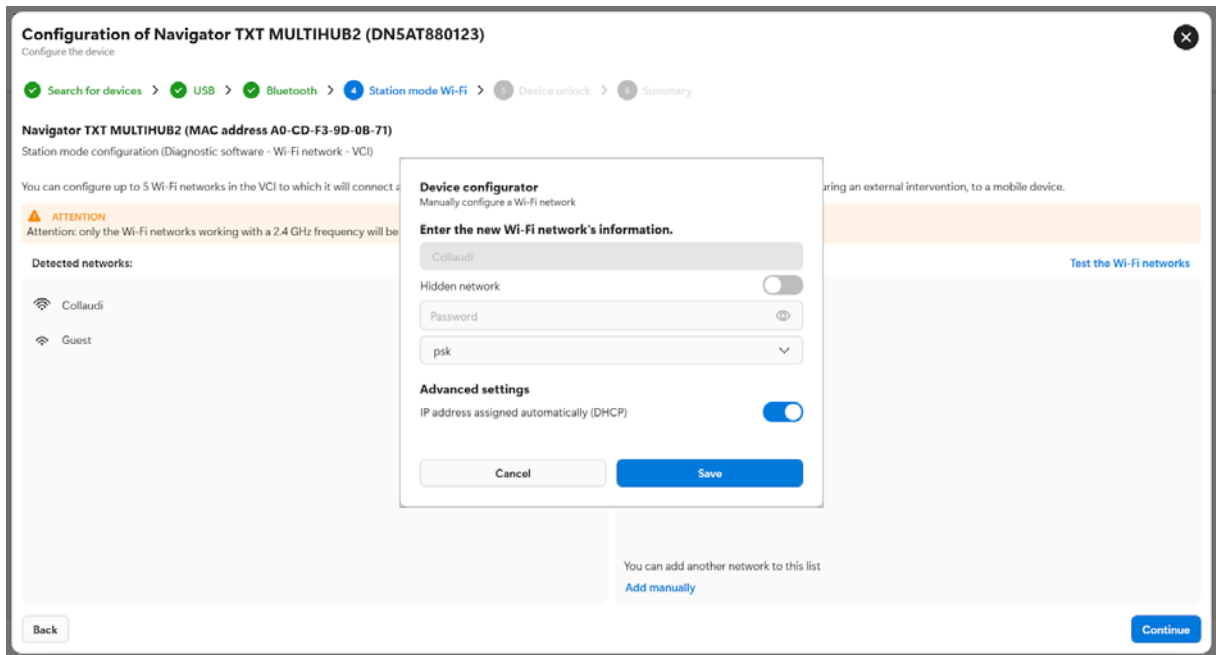 Configuration of Navigator TXT MULTIHUB2 (DN5AT880123)
Configure the device
Search for devices > USB > Bluetooth > 4 Station mode Wi-Fi > 5 Device unlock > 6 Summary
Navigator TXT MULTIHUB2 (MAC address A0-CD-F3-9D-0B-71)
Station mode configuration (Diagnostic software - Wi-Fi network - VCI)
You can configure up to 5 Wi-Fi networks in the VCI to which it will connect
uring an external intervention, to a mobile device.
ATTENTION
Attention: only the Wi-Fi networks working with a 2.4 GHz frequency will be
Detected networks:
Test the Wi-Fi networks
Collaudi
Guest
Device configurator
Manually configure a Wi-Fi network
Enter the new Wi-Fi network's information.
Collaudi
Hidden network
Password
psk
Advanced settings
IP address assigned automatically (DHCP)
Cancel
Save
You can add another network to this list
Add manually
Back
Continue